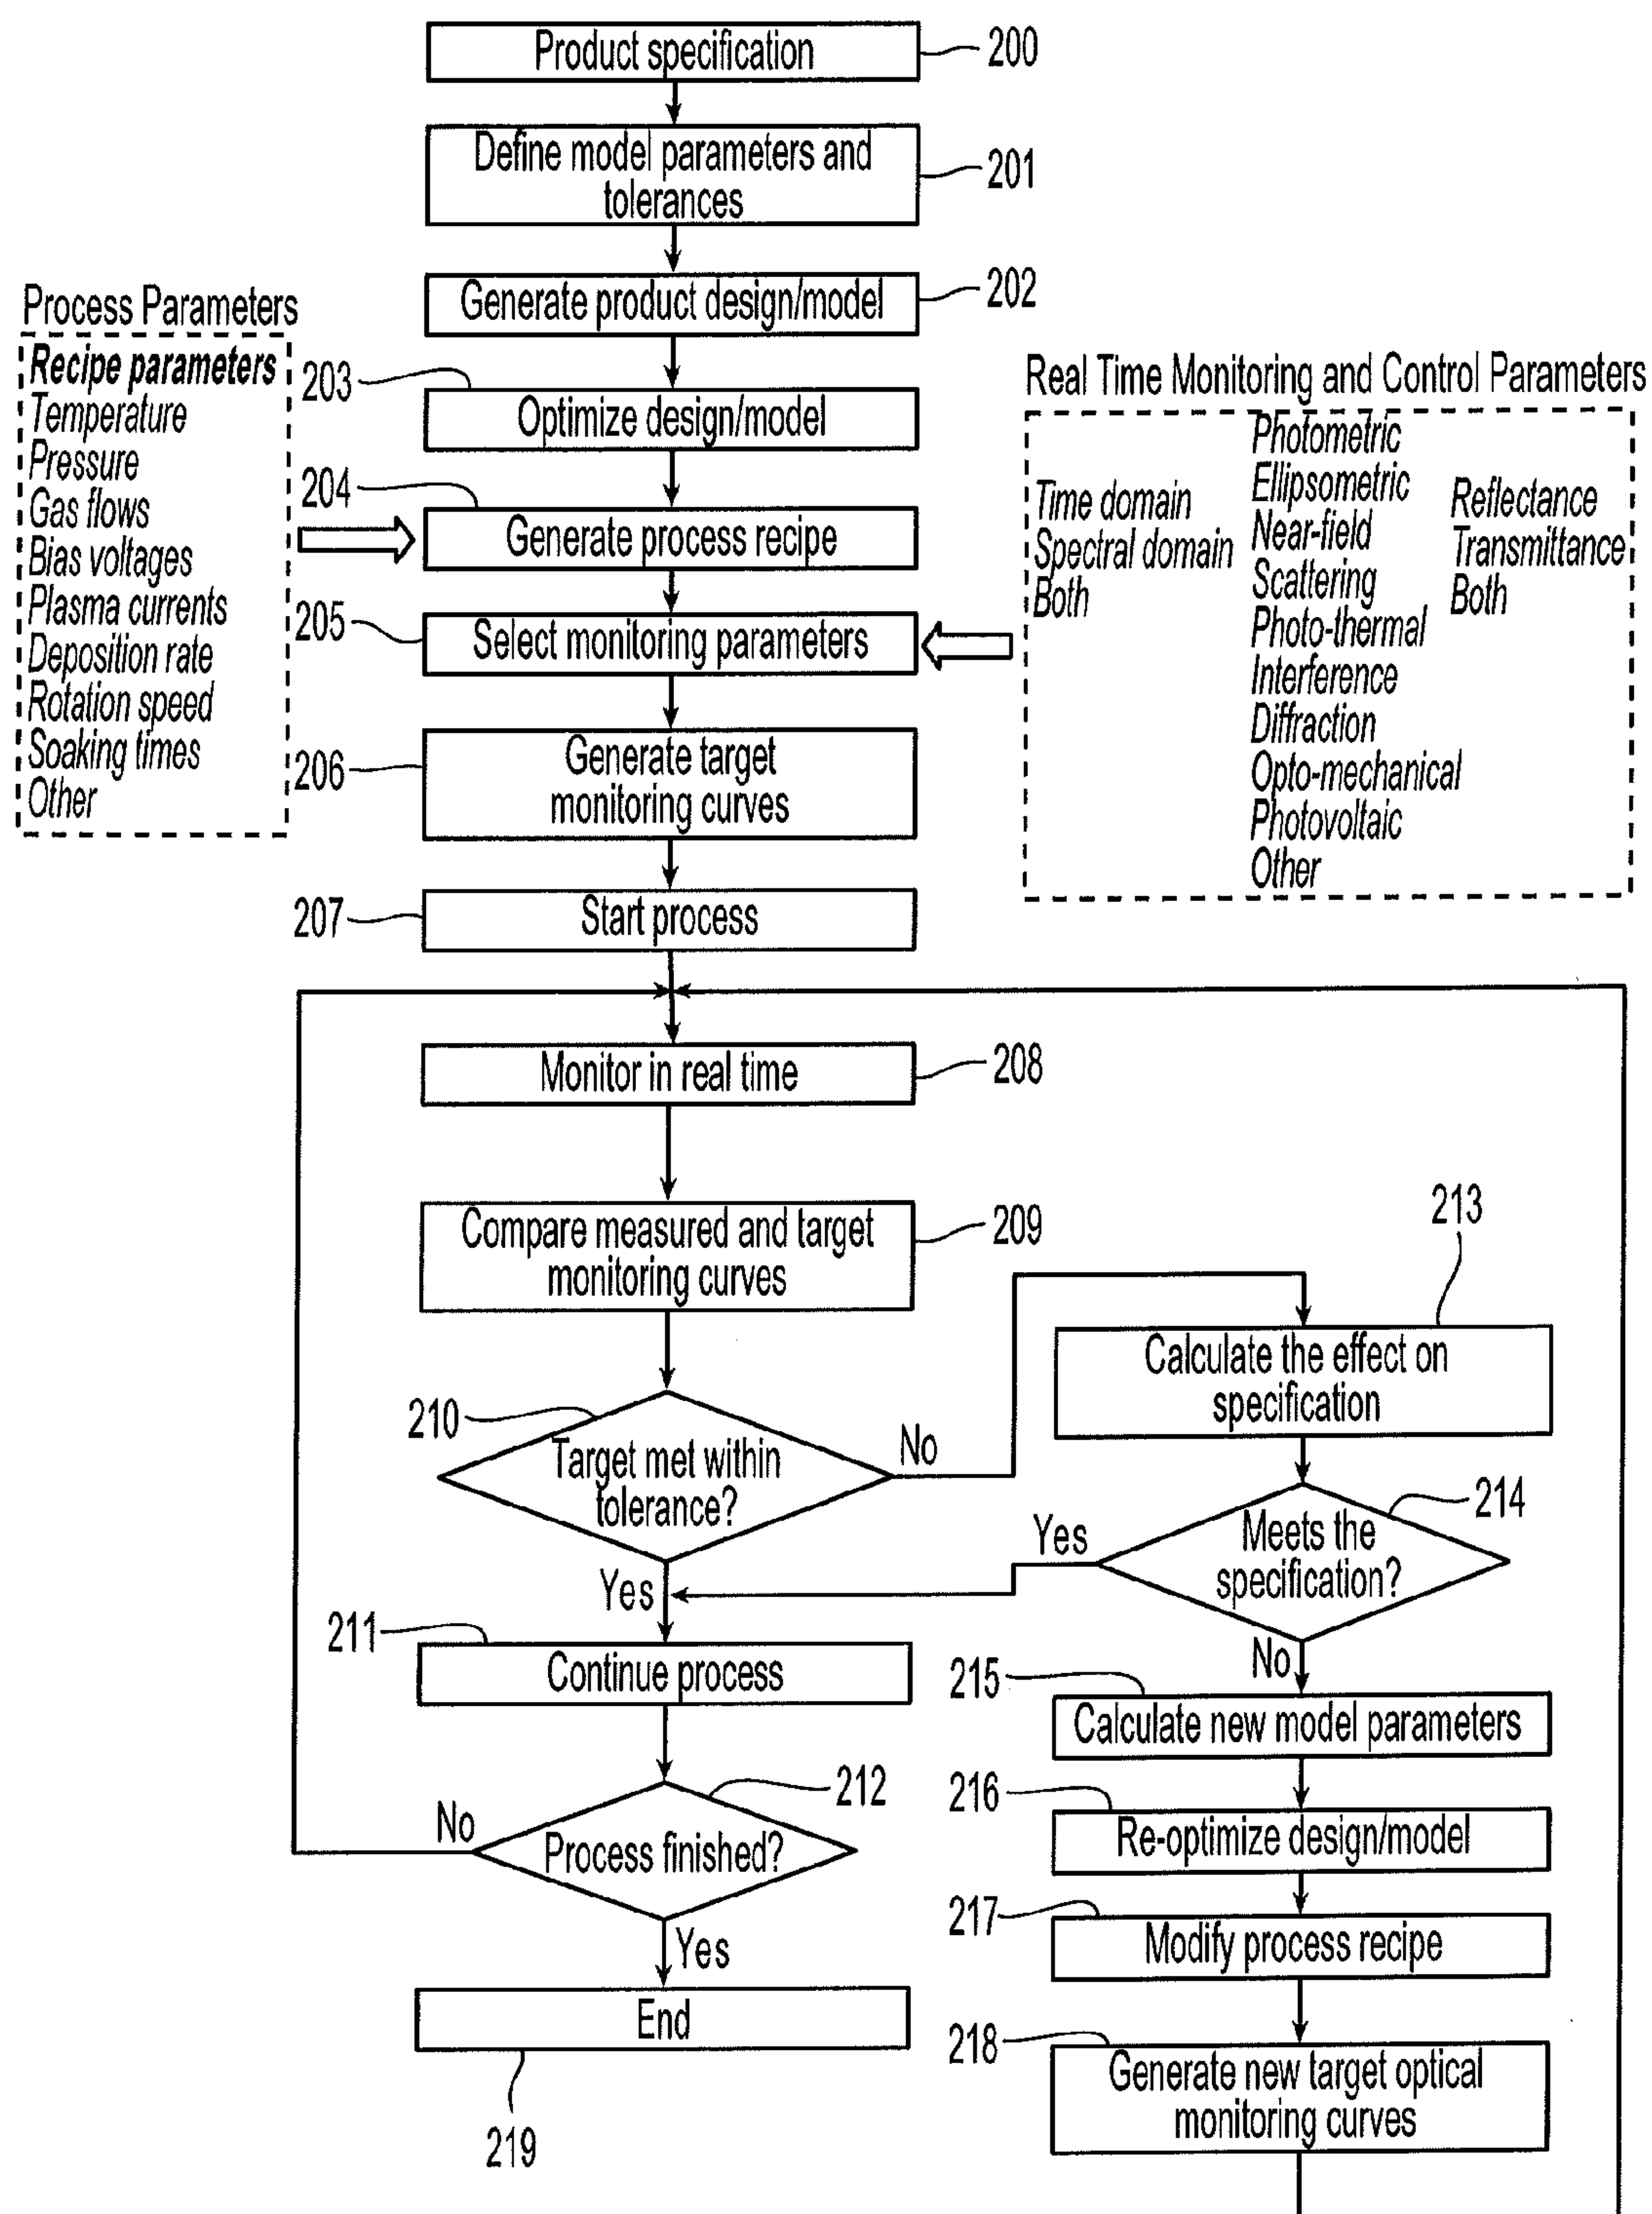 Product specification
200
Define model parameters and
tolerances
201
Generate product design/model
202
Process Parameters
Recipe parameters
Temperature
Pressure
Gas flows
Bias voltages
Plasma currents
Deposition rate
Rotation speed
Soaking times
Other
203
Optimize design/model
204
Generate process recipe
205
Select monitoring parameters
Real Time Monitoring and Control Parameters
Time domain
Spectral domain
Both
Photometric
Ellipsometric
Near-field
Scattering
Photo-thermal
Interference
Diffraction
Opto-mechanical
Photovoltaic
Other
Reflectance
Transmittance
Both
206
Generate target
monitoring curves
207
Start process
Monitor in real time
208
Compare measured and target
monitoring curves
209
210
Target met within
tolerance?
No
Yes
213
Calculate the effect on
specification
214
Meets the
specification?
Yes
No
211
Continue process
212
Process finished?
No
Yes
End
219
215
Calculate new model parameters
216
Re-optimize design/model
217
Modify process recipe
218
Generate new target optical
monitoring curves